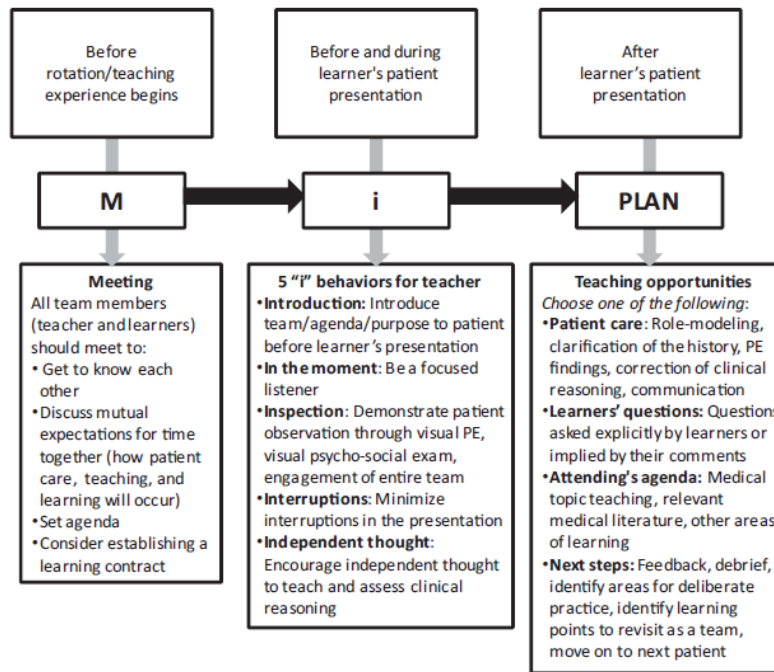 Before
rotation/teaching
experience begins
Before and during
learner's patient
presentation
After
learner's patient
presentation
M
i
PLAN
Meeting
All team members
(teacher and learners)
should meet to:
• Get to know each
other
• Discuss mutual
expectations for time
together (how patient
care, teaching, and
learning will occur)
• Set agenda
• Consider establishing a
learning contract
5 “i” behaviors for teacher
•Introduction: Introduce
team/agenda/purpose to patient
before learner’s presentation
•In the moment: Be a focused
listener
•Inspection: Demonstrate patient
observation through visual PE,
visual psycho-social exam,
engagement of entire team
•Interruptions: Minimize
interruptions in the presentation
•Independent thought:
Encourage independent thought
to teach and assess clinical
reasoning
Teaching opportunities
Choose one of the following:
•Patient care: Role-modeling,
clarification of the history, PE
findings, correction of clinical
reasoning, communication
•Learners’ questions: Questions
asked explicitly by learners or
implied by their comments
•Attending's agenda: Medical
topic teaching, relevant
medical literature, other areas
of learning
•Next steps: Feedback, debrief,
identify areas for deliberate
practice, identify learning
points to revisit as a team,
move on to next patient